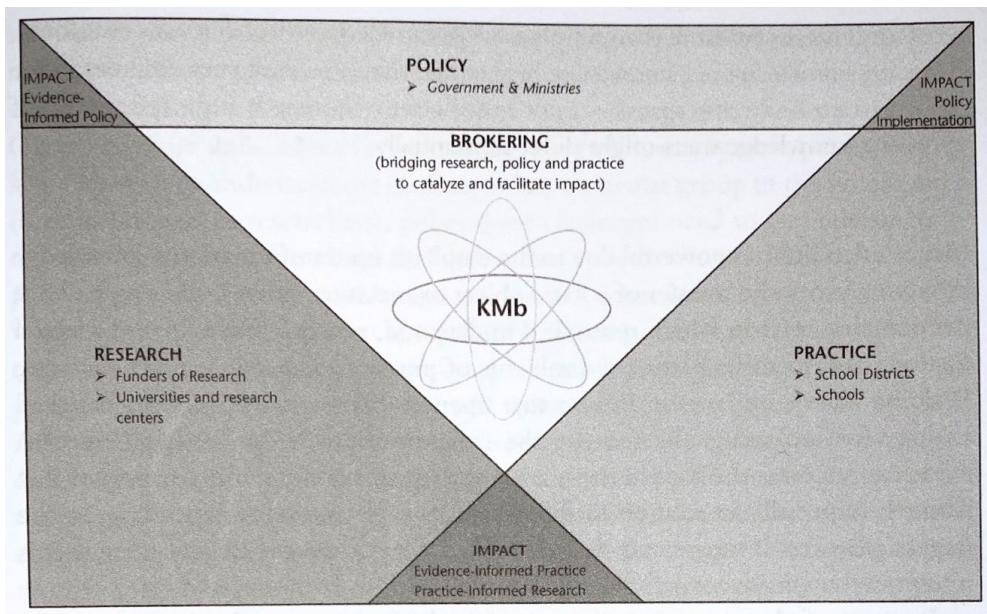 IMPACT
Evidence-
Informed Policy
POLICY
➤ Government & Ministries
IMPACT
Policy
Implementation
BROKERING
(bridging research, policy and practice
to catalyze and facilitate impact)
KMb
RESEARCH
➤ Funders of Research
➤ Universities and research
centers
PRACTICE
➤ School Districts
➤ Schools
IMPACT
Evidence-Informed Practice
Practice-Informed Research